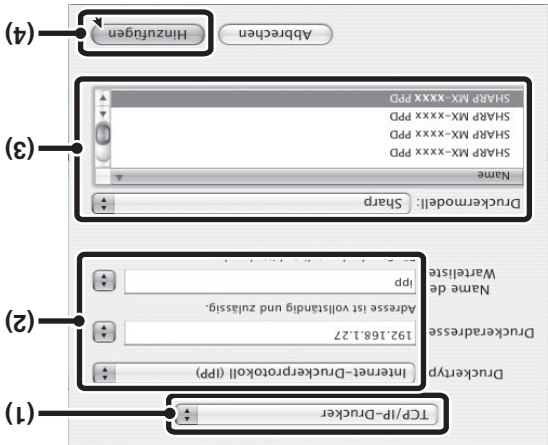 (1) TCP/IP-Drucker
Druckertyp Internet-Druckerprotokoll (IPP)
(2)
Druckeradresse 192.168.1.27
Adresse ist vollständig und zulässig.
Name de
Warteliste
ipp
Druckermodell: Sharp
(3)
Name
SHARP MX-xxxx PPD
SHARP MX-xxxx PPD
SHARP MX-xxxx PPD
SHARP MX-xxxx PPD
Abbrechen Hinzufügen
(4)